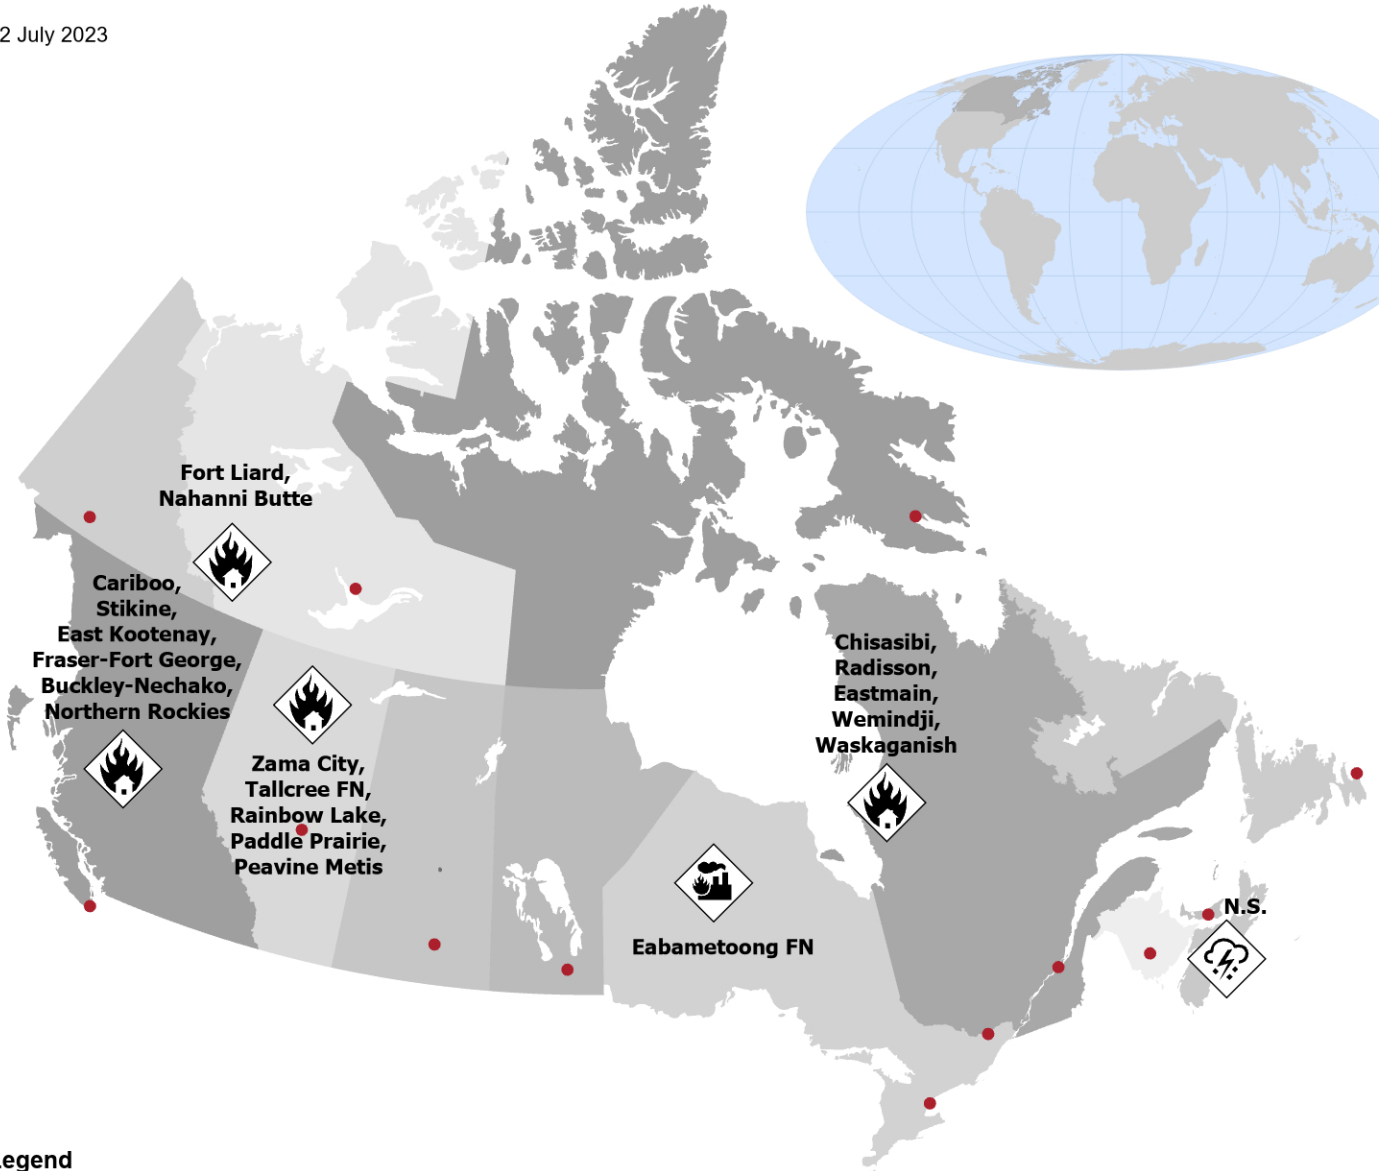 2 July 2023
Fort Liard,
Nahanni Butte
Cariboo,
Stikine,
East Kootenay,
Fraser-Fort George,
Buckley-Nechako,
Northern Rockies
Zama City,
Tallcree FN,
Rainbow Lake,
Paddle Prairie,
Peavine Metis
Chisasibi,
Radisson,
Eastmain,
Wemindji,
Waskaganish
Eabametoong FN
N.S.
egend